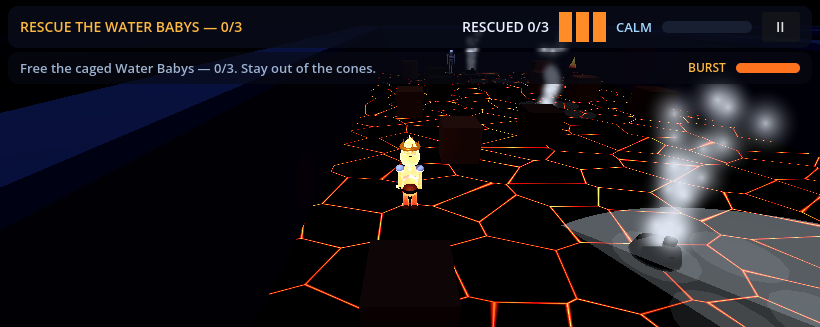 RESCUE THE WATER BABYS — 0/3
RESCUED 0/3
CALM
Free the caged Water Babys — 0/3. Stay out of the cones.
BURST